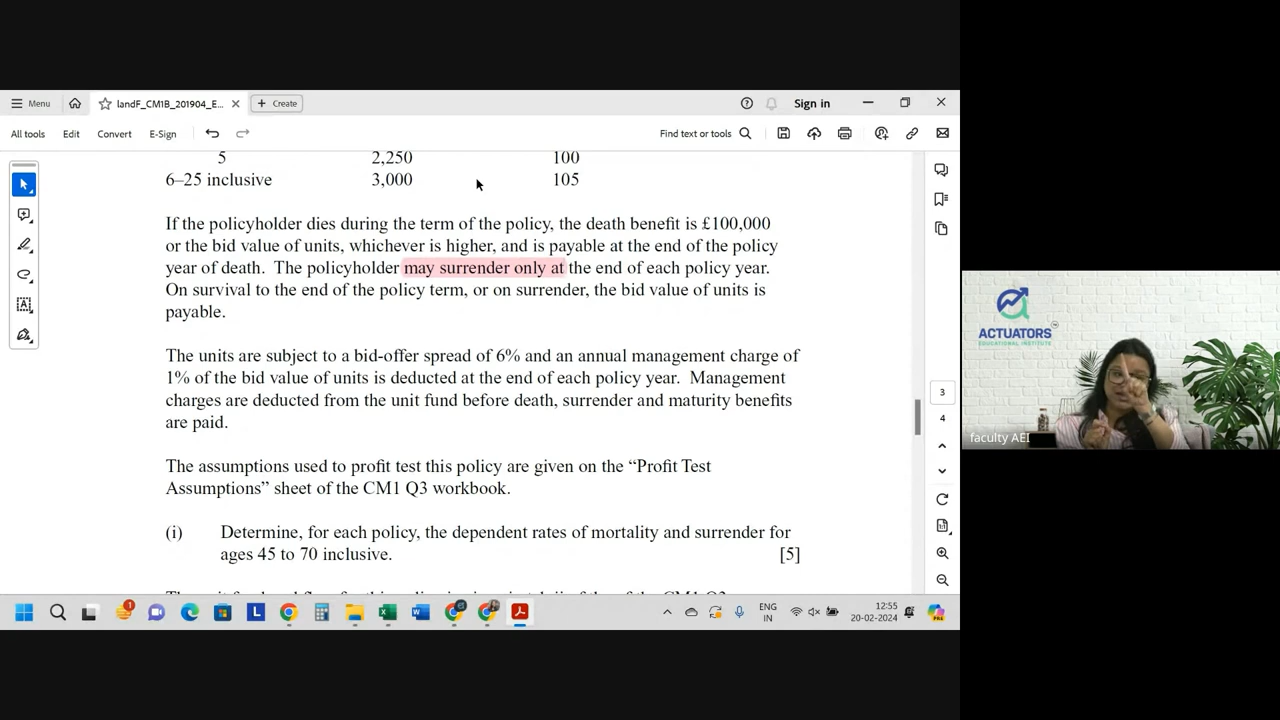 Menu
landF_CM1B_201904_E...
Create
Sign in
All tools
Edit
Convert
E-Sign
Find text or tools
5 2,250 100
6–25 inclusive 3,000 105
If the policyholder dies during the term of the policy, the death benefit is £100,000
or the bid value of units, whichever is higher, and is payable at the end of the policy
year of death. The policyholder may surrender only at the end of each policy year.
On survival to the end of the policy term, or on surrender, the bid value of units is
payable.
The units are subject to a bid-offer spread of 6% and an annual management charge of
1% of the bid value of units is deducted at the end of each policy year. Management
charges are deducted from the unit fund before death, surrender and maturity benefits
are paid.
The assumptions used to profit test this policy are given on the “Profit Test
Assumptions” sheet of the CM1 Q3 workbook.
(i) Determine, for each policy, the dependent rates of mortality and surrender for
ages 45 to 70 inclusive. [5]
3
4
ACTUATORS
EDUCATIONAL INSTITUTE
faculty AEI
1
L
ENG
IN
12:55
20-02-2024